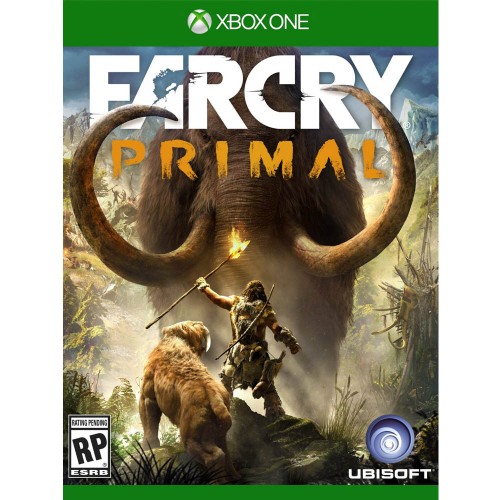 XBOX ONE
FARCRY
PRIMAL
RATING PENDING
RP
ESRB
UBISOFT